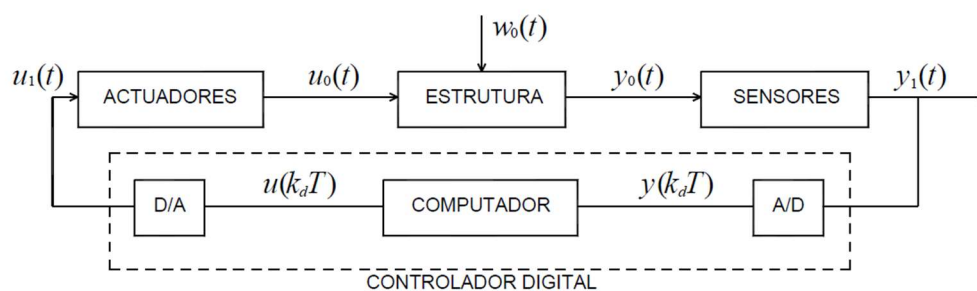 w₀(t)
u₁(t) u₀(t) y₀(t) y₁(t)
ACTUADORES ESTRUTURA SENSORES
u(k_dT) y(k_dT)
D/A COMPUTADOR A/D
CONTROLADOR DIGITAL